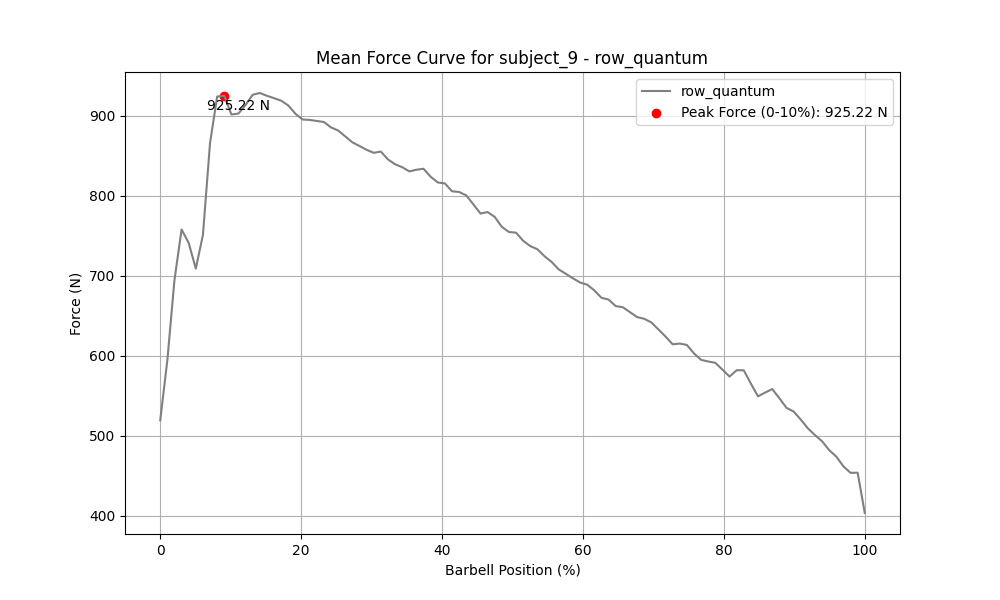 Mean Force Curve for subject_9 - row_quantum
row_quantum
Peak Force (0-10%): 925.22 N
925.22 N
900
800
700
600
500
400
Force (N)
0
20
40
60
80
100
Barbell Position (%)